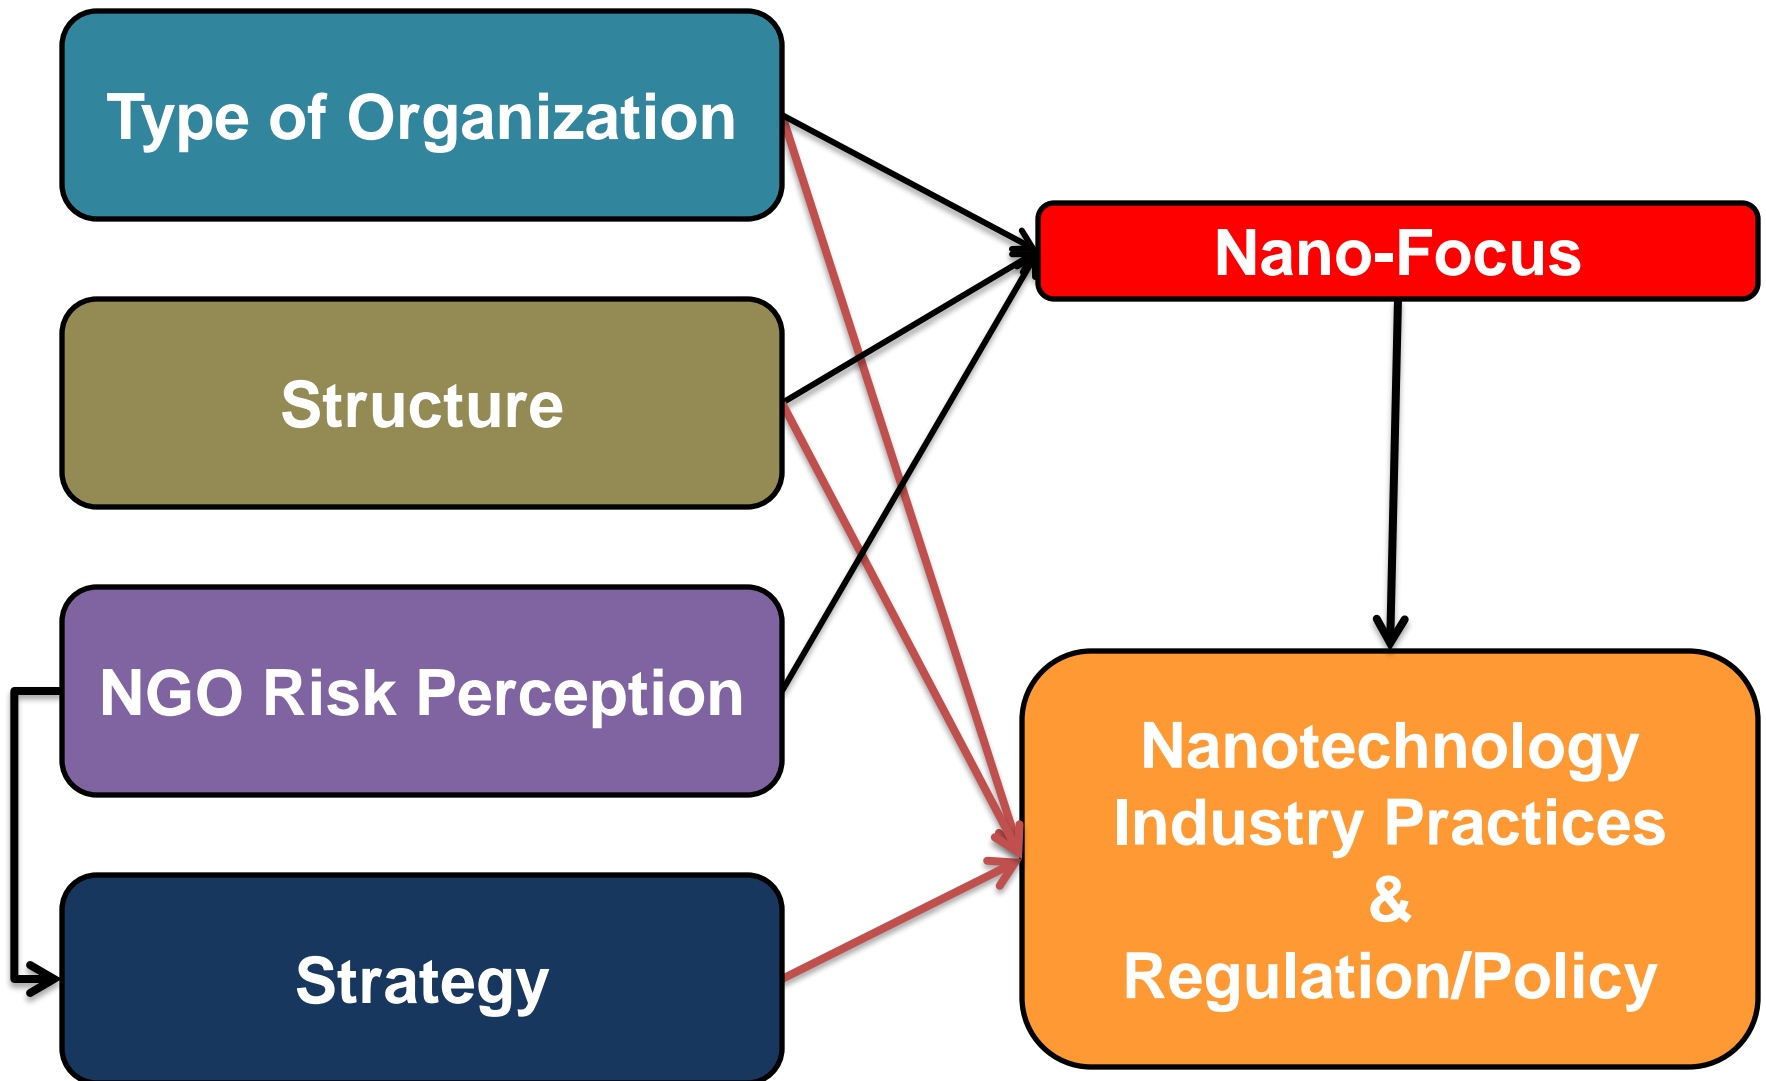 Type of Organization
Nano-Focus
Structure
NGO Risk Perception
Strategy
Nanotechnology
Industry Practices
&
Regulation/Policy